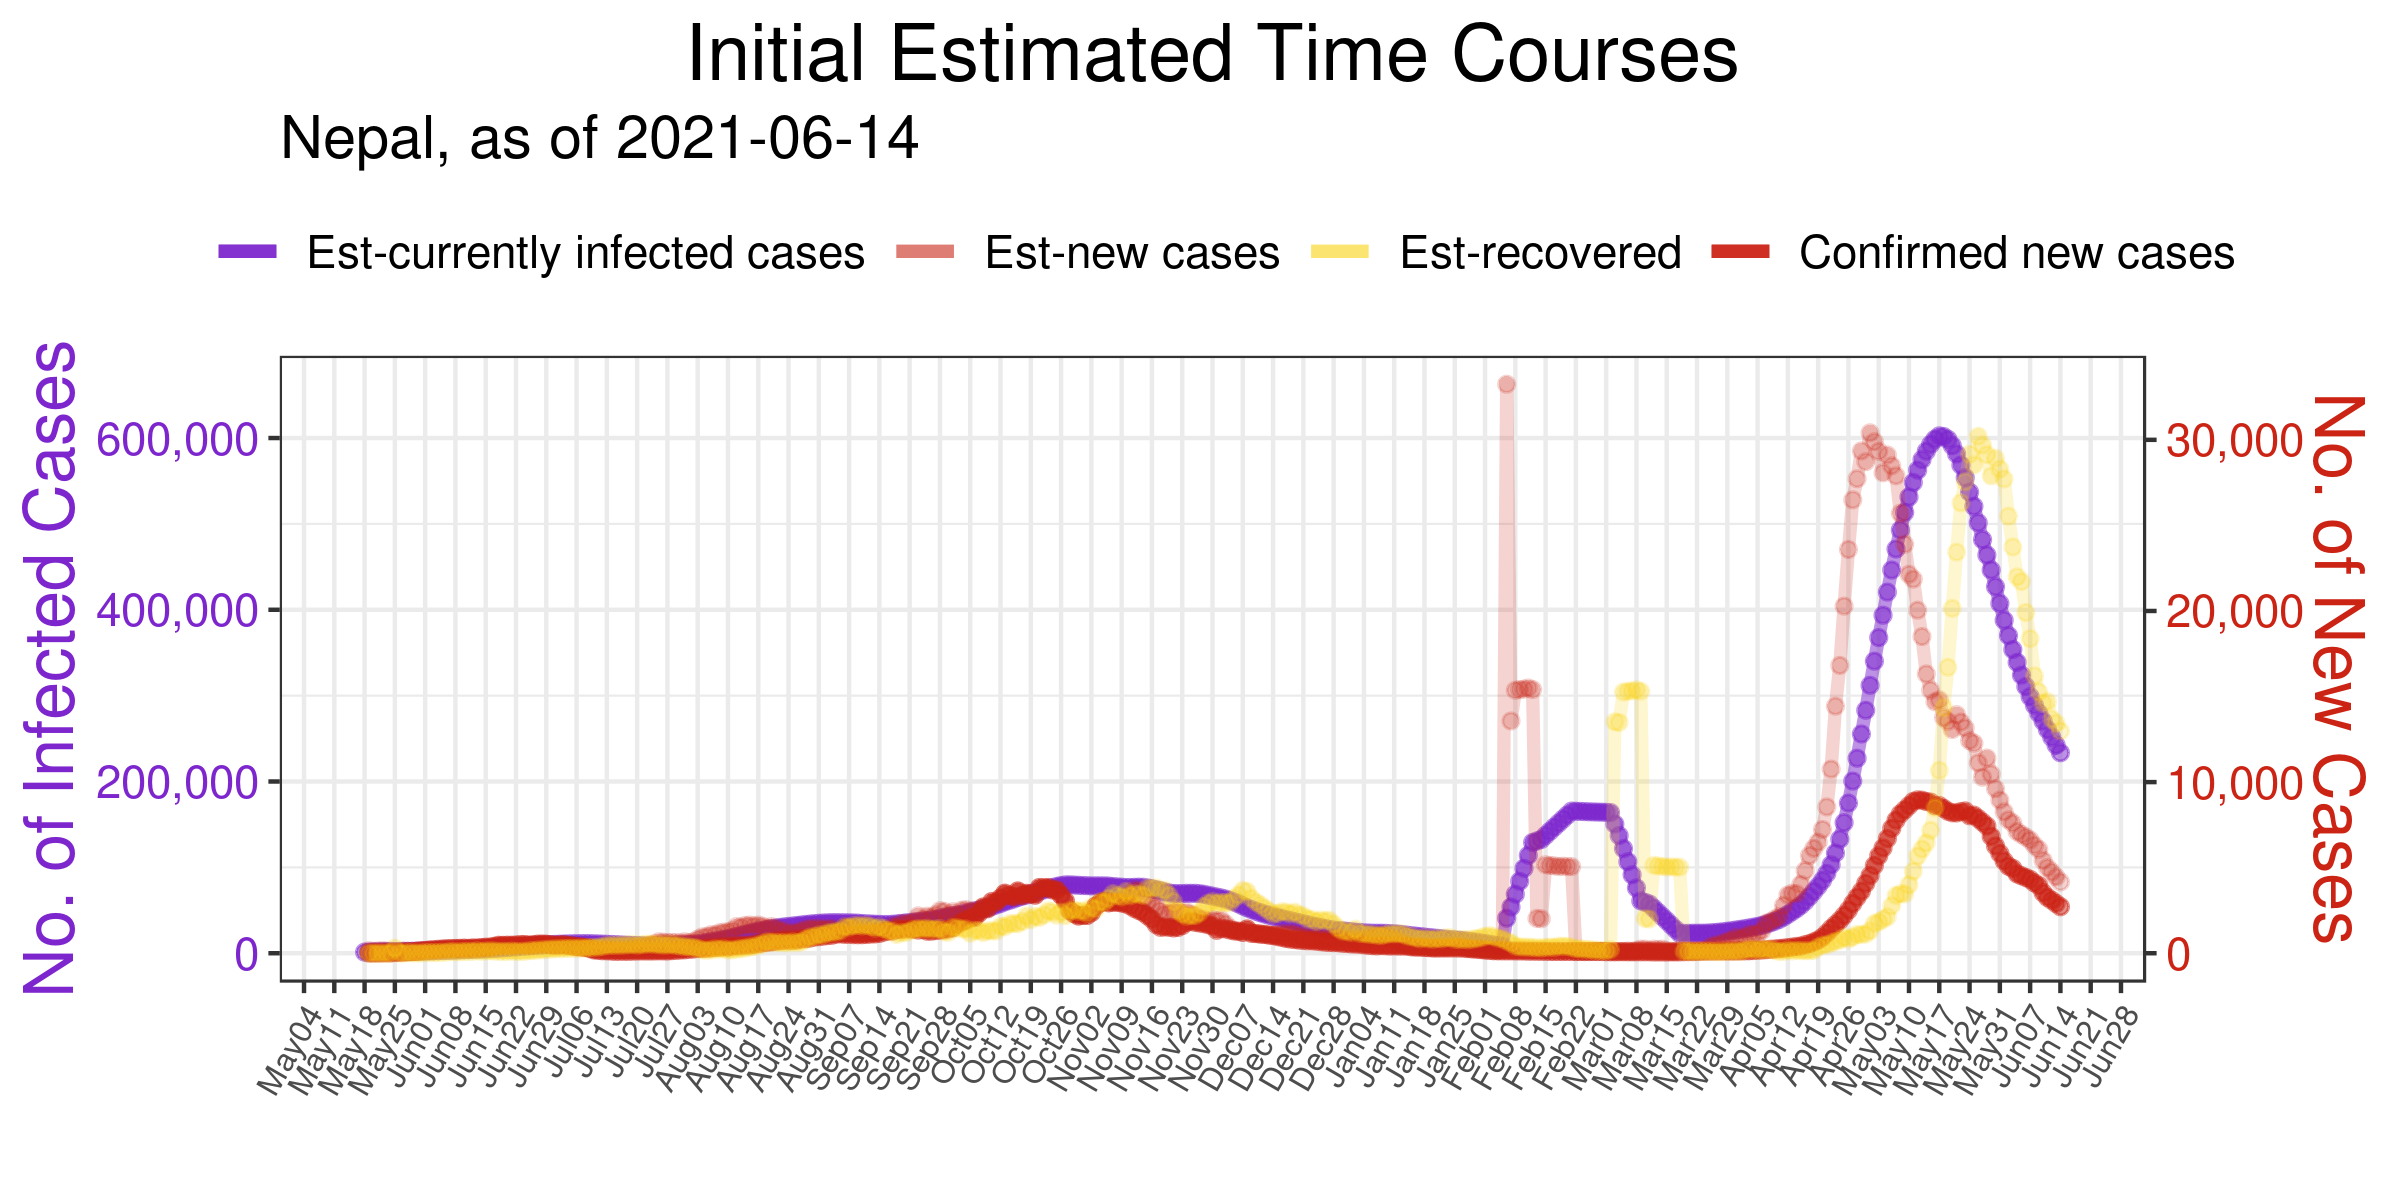 Initial Estimated Time Courses
Nepal, as of 2021-06-14
Est-currently infected cases Est-new cases Est-recovered Confirmed new cases
No. of Infected Cases
600,000
400,000
200,000
0
30,000
20,000
10,000
0
No. of New Cases
May04 May11 May18 May25 Jun01 Jun08 Jun15 Jun22 Jun29 Jul06 Jul13 Jul20 Jul27 Aug03 Aug10 Aug17 Aug24 Aug31 Sep07 Sep14 Sep21 Sep28 Oct05 Oct12 Oct19 Oct26 Nov02 Nov09 Nov16 Nov23 Nov30 Dec07 Dec14 Dec21 Dec28 Jan04 Jan11 Jan18 Jan25 Feb01 Feb08 Feb15 Feb22 Mar01 Mar08 Mar15 Mar22 Mar29 Apr05 Apr12 Apr19 Apr26 May03 May10 May17 May24 May31 Jun07 Jun14 Jun21 Jun28